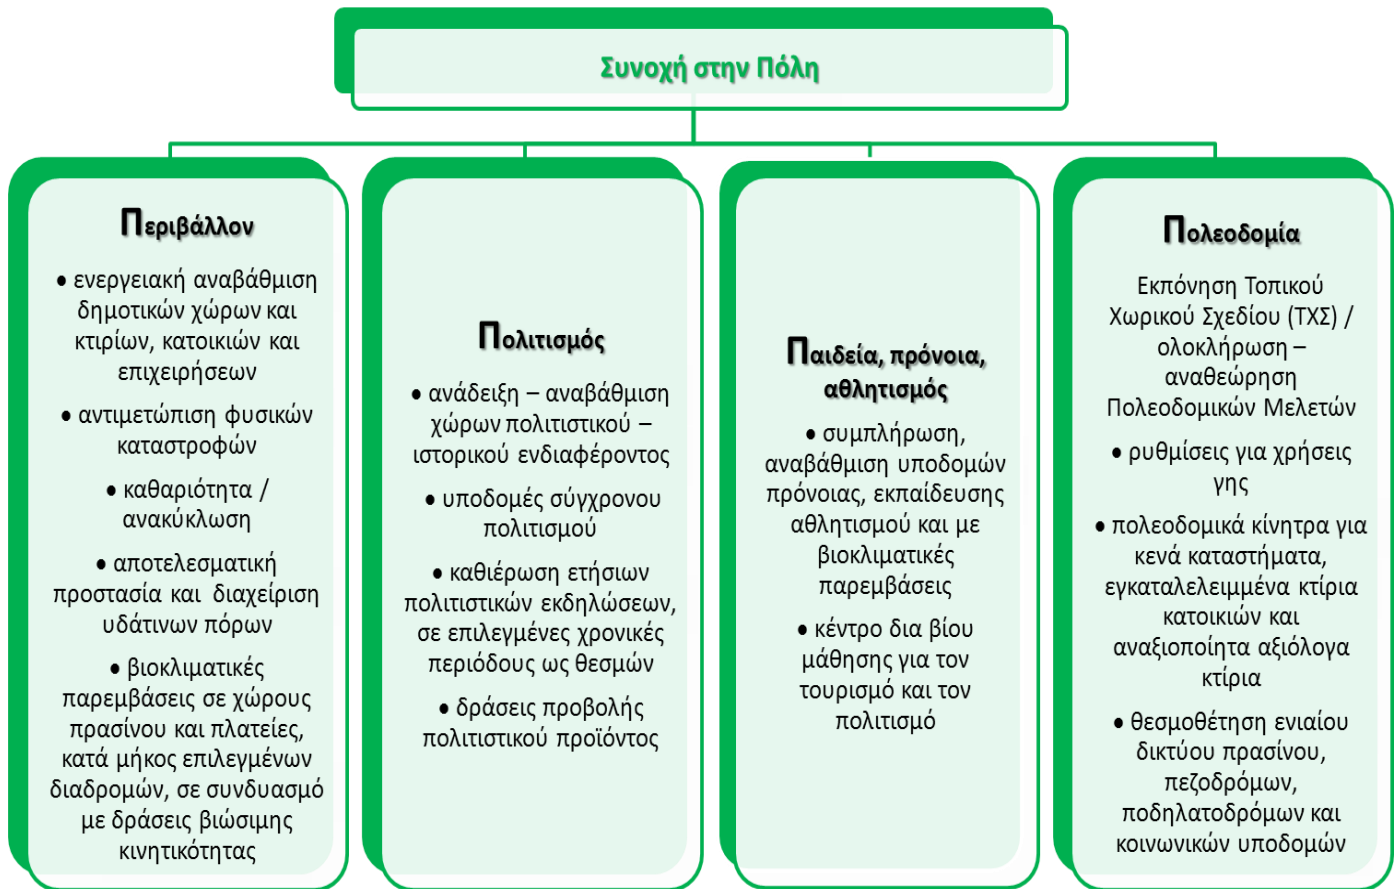 Συνοχή στην Πόλη
Περιβάλλον
• ενεργειακή αναβάθμιση
δημοτικών χώρων και
κτιρίων, κατοικιών και
επιχειρήσεων
• αντιμετώπιση φυσικών
καταστροφών
• καθαριότητα /
ανακύκλωση
• αποτελεσματική
προστασία και διαχείριση
υδάτινων πόρων
• βιοκλιματικές
παρεμβάσεις σε χώρους
πρασίνου και πλατείες,
κατά μήκος επιλεγμένων
διαδρομών, σε συνδυασμό
με δράσεις βιώσιμης
κινητικότητας
Πολιτισμός
• ανάδειξη – αναβάθμιση
χώρων πολιτιστικού –
ιστορικού ενδιαφέροντος
• υποδομές σύγχρονου
πολιτισμού
• καθιέρωση ετήσιων
πολιτιστικών εκδηλώσεων,
σε επιλεγμένες χρονικές
περιόδους ως θεσμών
• δράσεις προβολής
πολιτιστικού προϊόντος
Παιδεία, πρόνοια,
αθλητισμός
• συμπλήρωση,
αναβάθμιση υποδομών
πρόνοιας, εκπαίδευσης
αθλητισμού και με
βιοκλιματικές
παρεμβάσεις
• κέντρο δια βίου
μάθησης για τον
τουρισμό και τον
πολιτισμό
Πολεοδομία
Εκπόνηση Τοπικού
Χωρικού Σχεδίου (ΤΧΣ) /
ολοκλήρωση –
αναθεώρηση
Πολεοδομικών Μελετών
• ρυθμίσεις για χρήσεις
γης
• πολεοδομικά κίνητρα για
κενά καταστήματα,
εγκαταλελειμμένα κτίρια
κατοικιών και
αναξιοποίητα αξιόλογα
κτίρια
• θεσμοθέτηση ενιαίου
δικτύου πρασίνου,
πεζοδρόμων,
ποδηλατοδρόμων και
κοινωνικών υποδομών